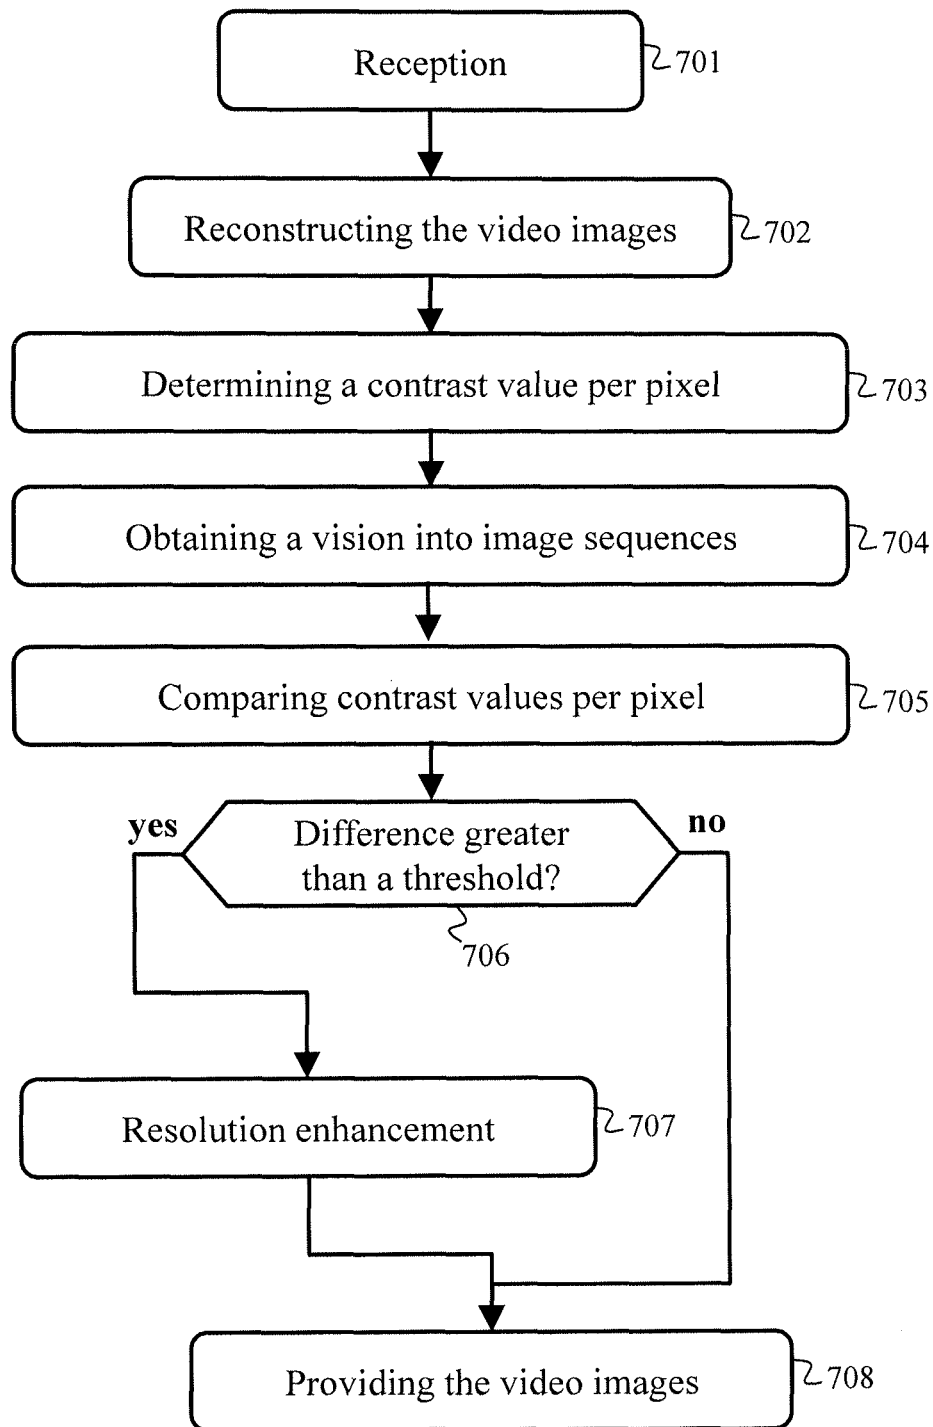 Reception
701
Reconstructing the video images
702
Determining a contrast value per pixel
703
Obtaining a vision into image sequences
704
Comparing contrast values per pixel
705
yes
Difference greater
than a threshold?
no
706
Resolution enhancement
707
Providing the video images
708